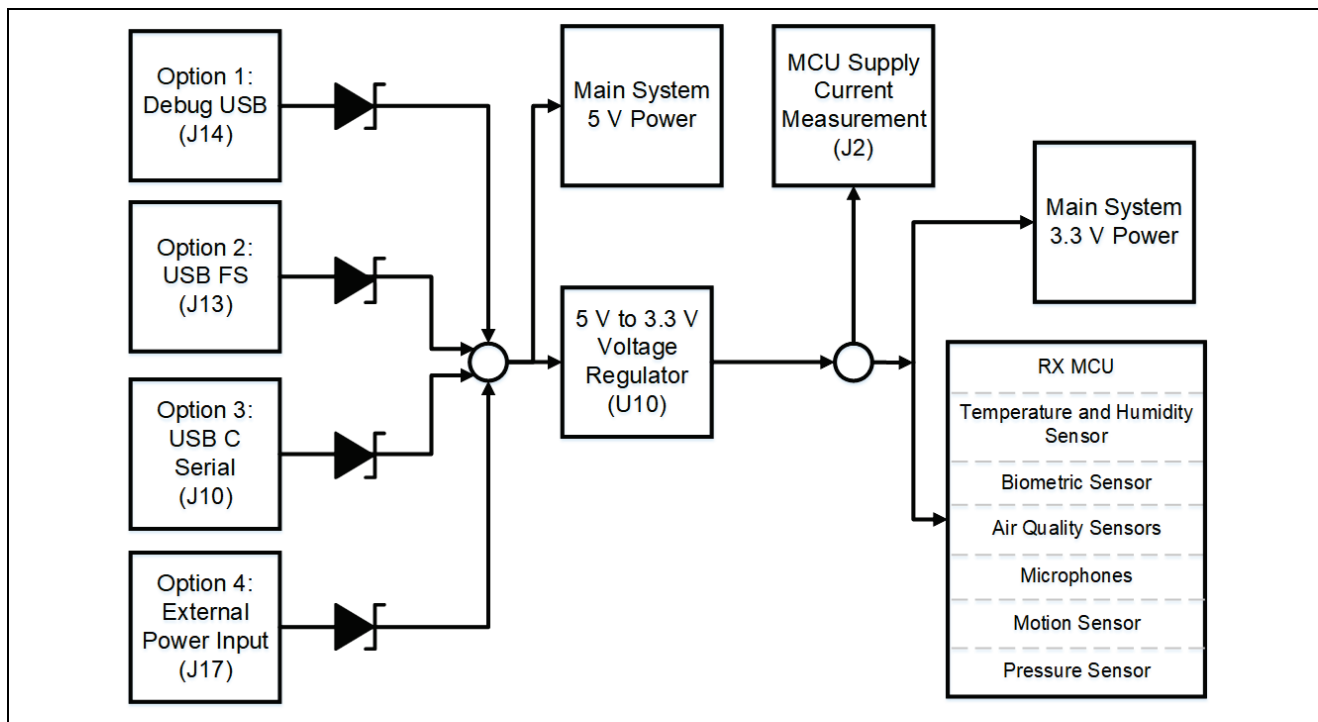 Option 1:
Debug USB
(J14)
Option 2:
USB FS
(J13)
Option 3:
USB C
Serial
(J10)
Option 4:
External
Power Input
(J17)
Main System
5 V Power
5 V to 3.3 V
Voltage
Regulator
(U10)
MCU Supply
Current
Measurement
(J2)
Main System
3.3 V Power
RX MCU
Temperature and Humidity
Sensor
Biometric Sensor
Air Quality Sensors
Microphones
Motion Sensor
Pressure Sensor